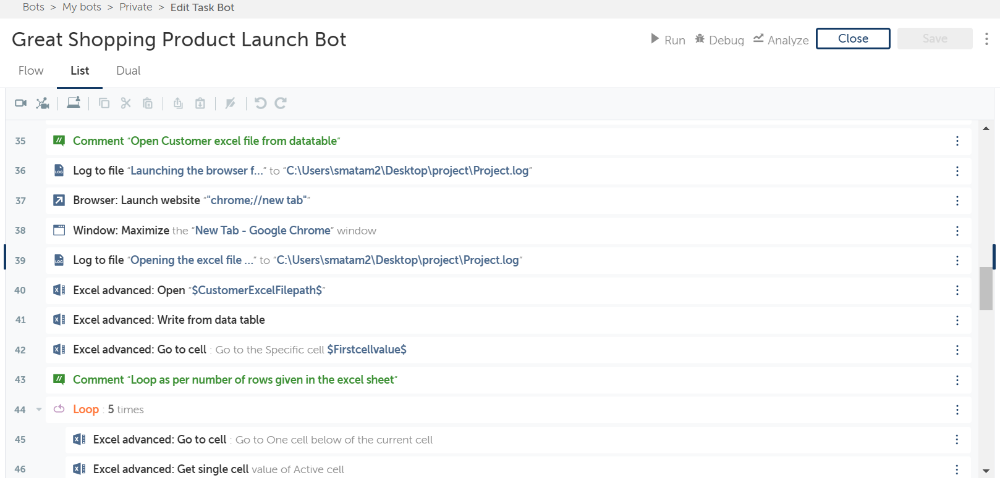 Bots > My bots > Private > Edit Task Bot
Great Shopping Product Launch Bot
Run Debug Analyze Close Save
Flow List Dual
35 Comment “Open Customer excel file from datatable”
36 Log to file “Launching the browser f...” to “C:\Users\smatam2\Desktop\project\Project.log”
37 Browser: Launch website “"chrome;//new tab"”
38 Window: Maximize the “New Tab - Google Chrome” window
39 Log to file “Opening the excel file ...” to “C:\Users\smatam2\Desktop\project\Project.log”
40 Excel advanced: Open “$CustomerExcelFilepath$”
41 Excel advanced: Write from data table
42 Excel advanced: Go to cell : Go to the Specific cell $Firstcellvalue$
43 Comment “Loop as per number of rows given in the excel sheet”
44 Loop : 5 times
45 Excel advanced: Go to cell : Go to One cell below of the current cell
46 Excel advanced: Get single cell value of Active cell